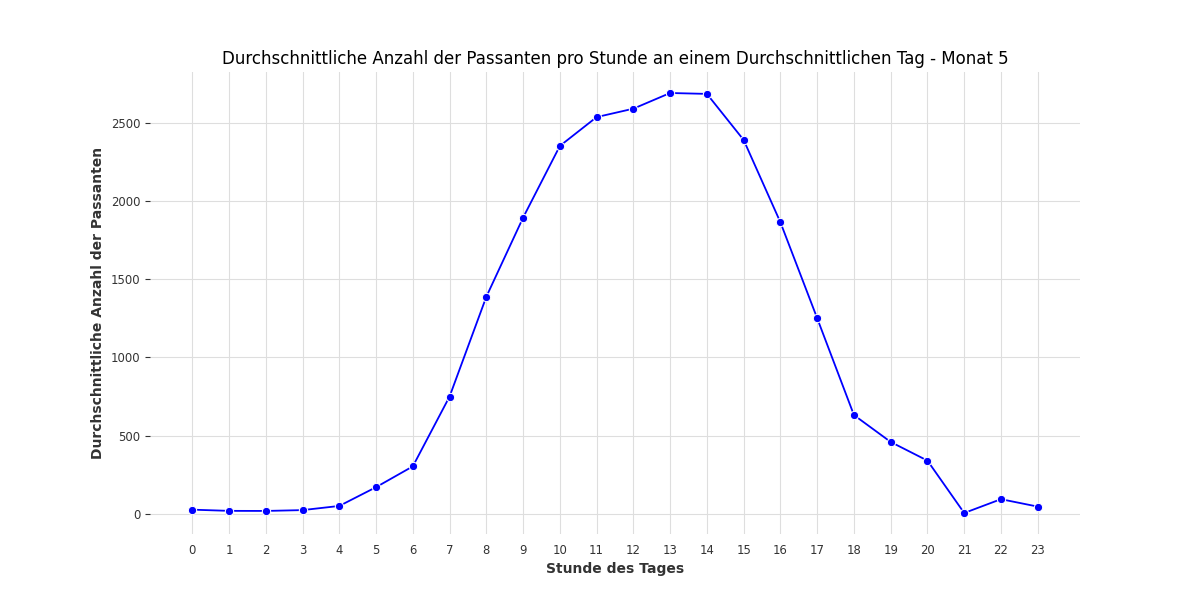 Durchschnittliche Anzahl der Passanten pro Stunde an einem Durchschnittlichen Tag - Monat 5
Durchschnittliche Anzahl der Passanten
2500
2000
1500
1000
500
0
0 1 2 3 4 5 6 7 8 9 10 11 12 13 14 15 16 17 18 19 20 21 22 23
Stunde des Tages